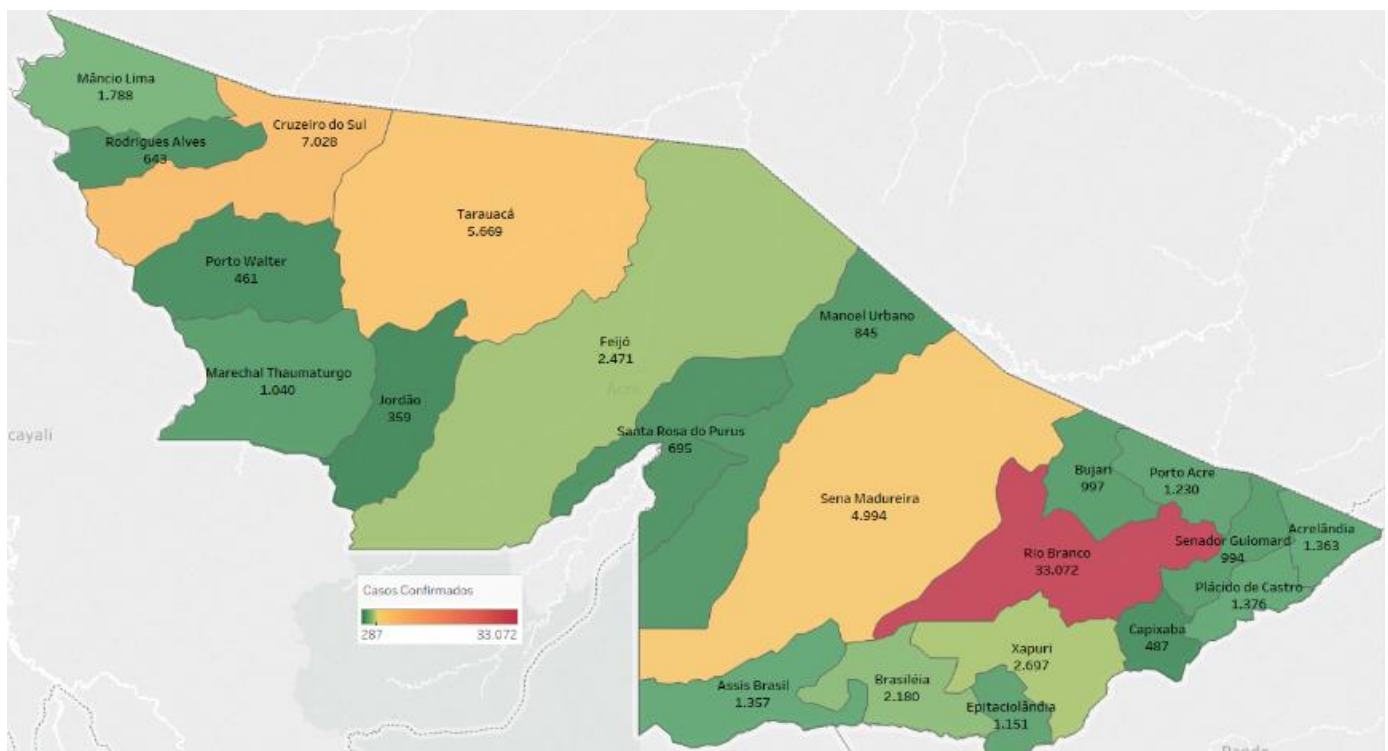 Mâncio Lima
1.788
Cruzeiro do Sul
7.028
Rodrigues Alves
643
Tarauacá
5.669
Porto Walter
461
Manoel Urbano
845
Feijó
2.471
Marechal Thaumaturgo
1.040
Acre
Jordão
359
cayali
Santa Rosa do Purus
695
Bujari
997
Porto Acre
1.230
Sena Madureira
4.994
Acrelândia
1.363
Senador Guiomard
994
Rio Branco
33.072
Plácido de Castro
1.376
Casos Confirmados
287
33.072
Capixaba
487
Xapuri
2.697
Brasiléia
2.180
Assis Brasil
1.357
Epitaciolândia
1.151